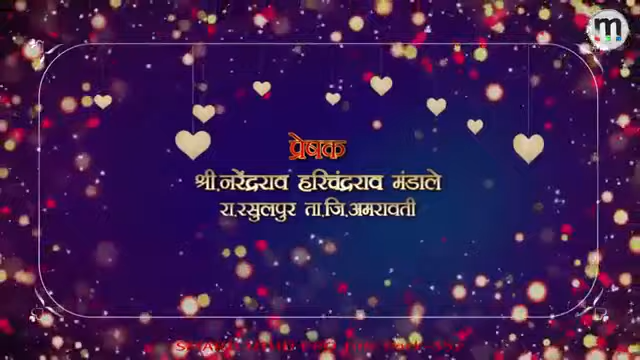 m
प्रेषक
श्री.नरेंद्रराव हरिचंद्रराव मंडाले
रा.रसुलपुर ता.जि.अमरावती